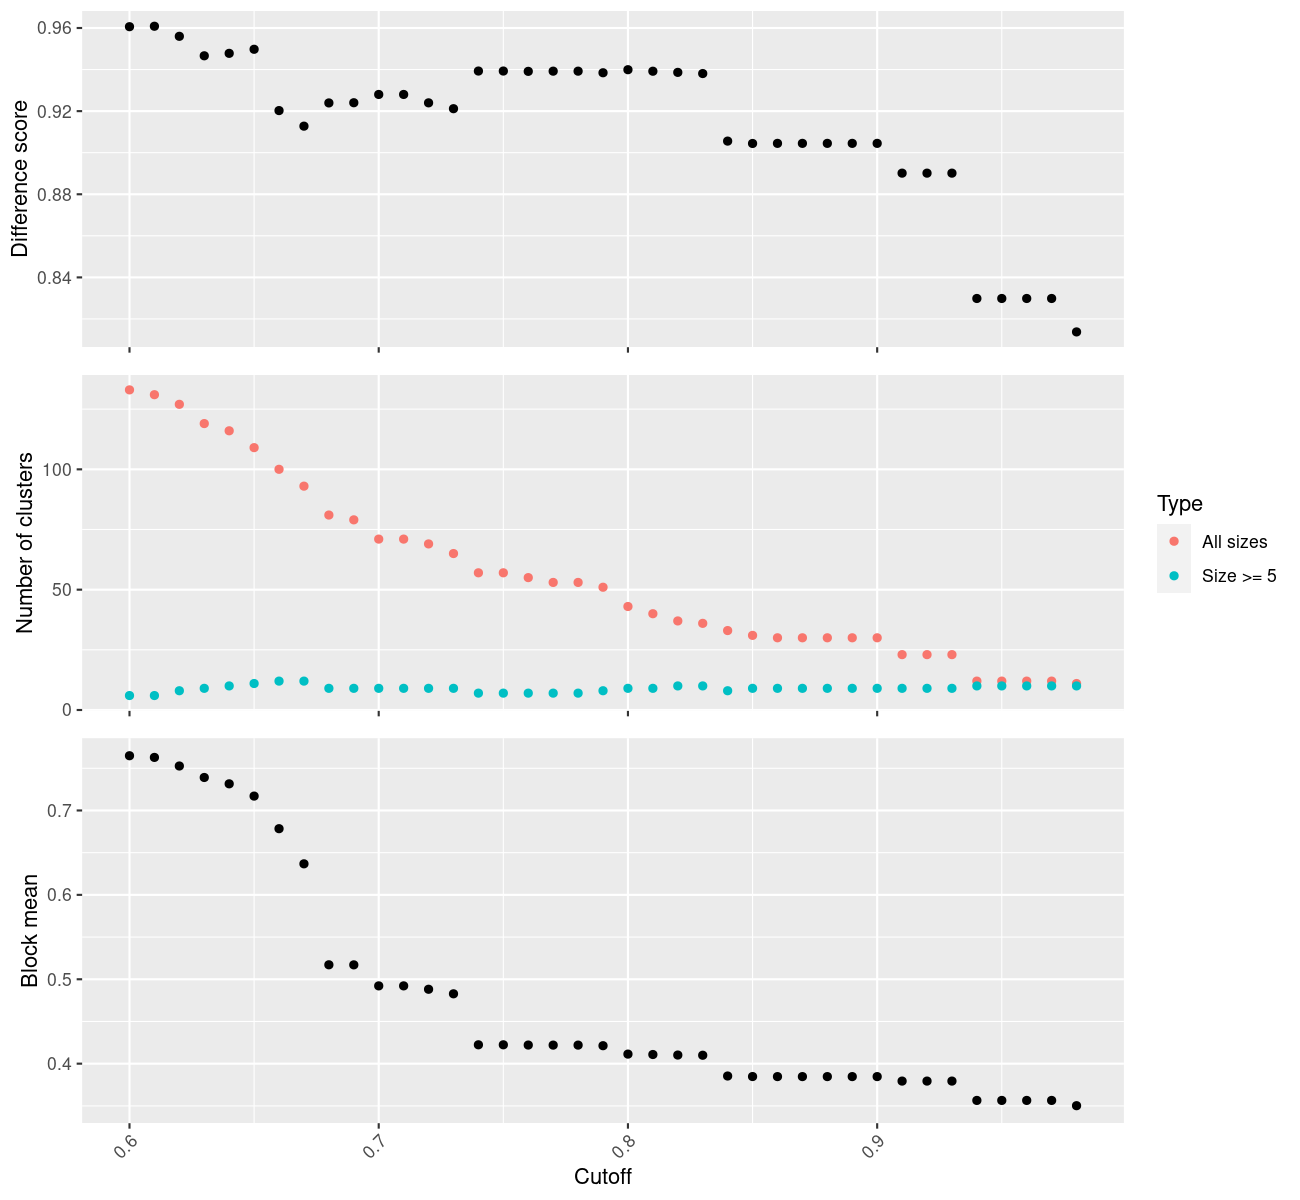 Difference score
0.96
0.92
0.88
0.84
Number of clusters
100
50
0
Type
All sizes
Size >= 5
Block mean
0.7
0.6
0.5
0.4
0.6
0.7
0.8
0.9
Cutoff